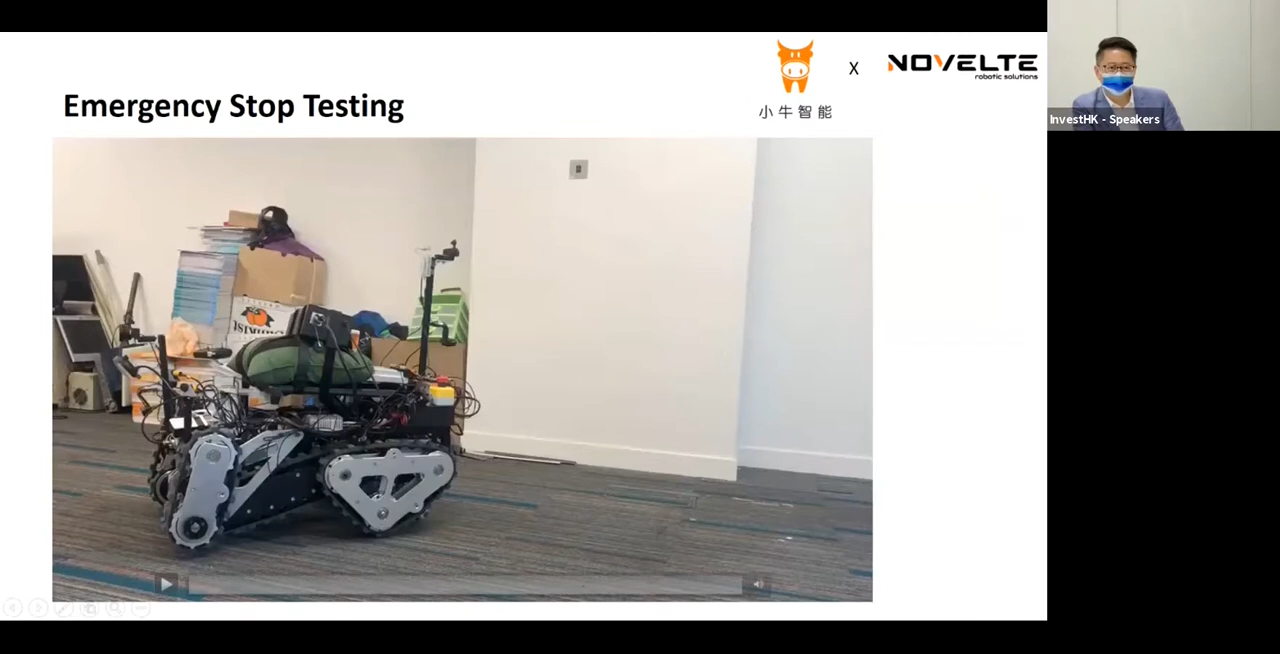 Emergency Stop Testing
小牛智能
X
NOVELTE
robotic solutions
InvestHK - Speakers